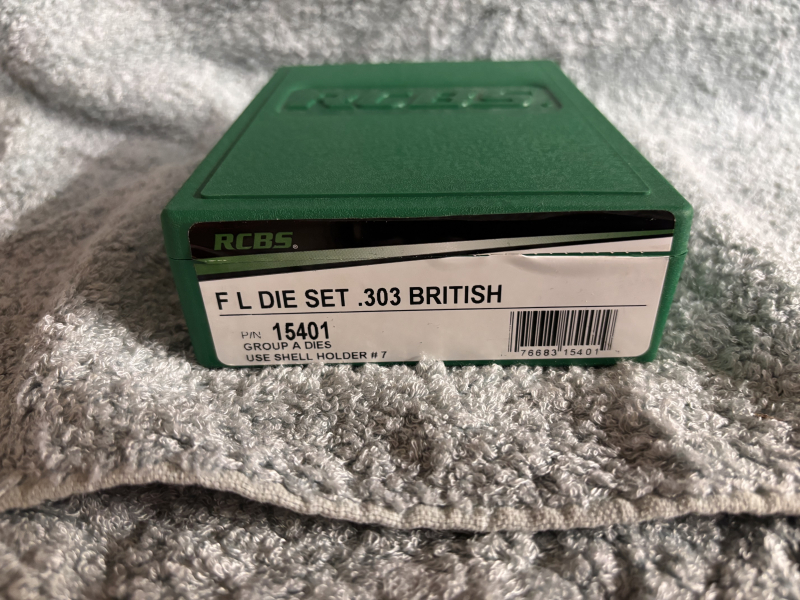 RCBS.
RCBS®
F L DIE SET .303 BRITISH
P/N 15401
GROUP A DIES
USE SHELL HOLDER # 7
76683 15401